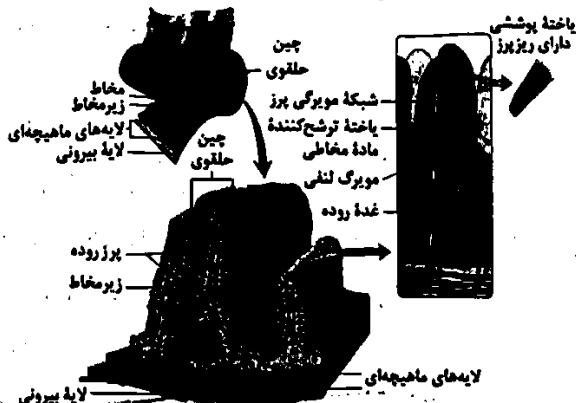 یاختهٔ پوششی
دارای ریزپرز
چین
حلقوی
مخاط
زیرمخاط
لایه‌های ماهیچه‌ای
لایهٔ بیرونی
شبکهٔ مویرگی پرز
یاختهٔ ترشح‌کنندهٔ
مادهٔ مخاطی
مویرگ لنفی
غدهٔ روده
چین
حلقوی
پرز روده
زیرمخاط
لایه‌های ماهیچه‌ای
لایهٔ بیرونی